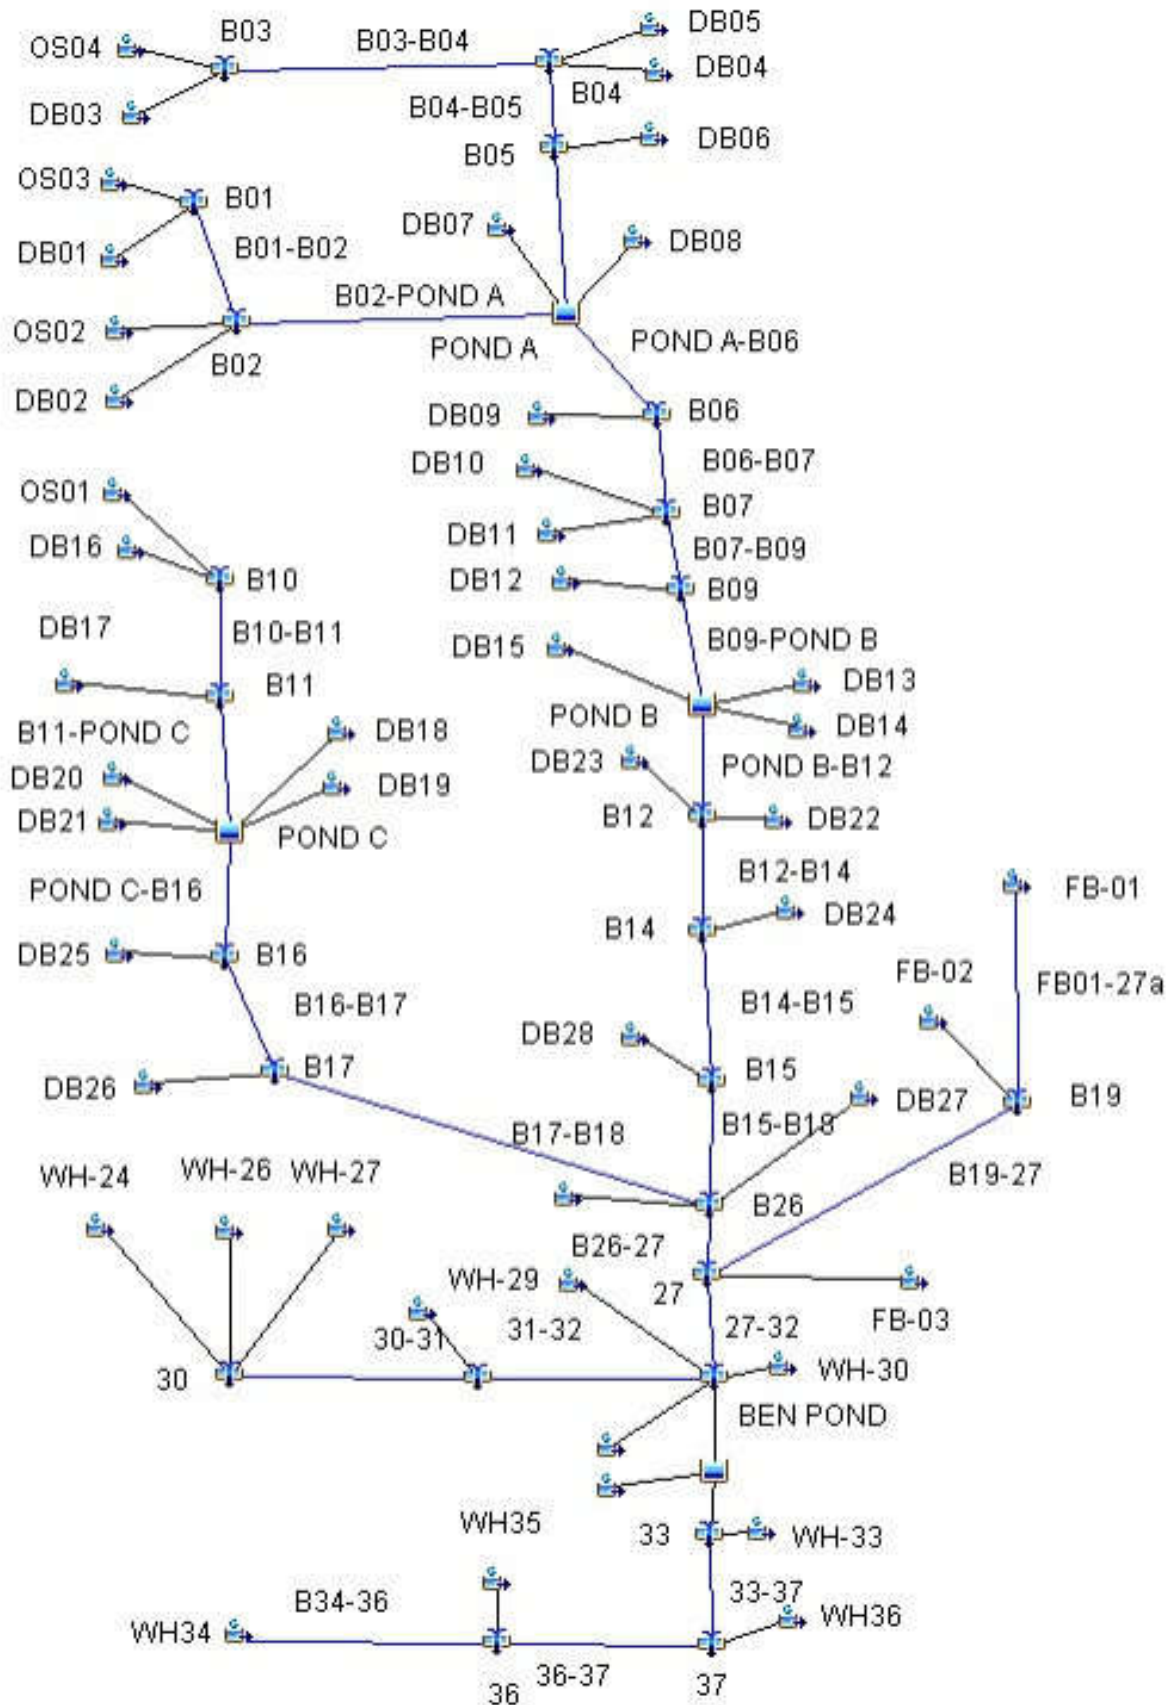 DB05
OS04
B03
B03-B04
DB04
B04
B04-B05
DB03
DB06
B05
OS03
B01
DB07
DB08
DB01
B01-B02
B02-POND A
OS02
POND A
POND A-B06
B02
DB02
DB09
B06
DB10
B06-B07
OS01
B07
DB11
DB16
B07-B09
B10
DB12
B09
DB17
B10-B11
DB15
B09-POND B
B11
DB13
POND B
DB14
B11-POND C
DB18
DB23
POND B-B12
DB20
DB19
DB21
POND C
B12
DB22
B12-B14
POND C-B16
FB-01
DB24
B14
DB25
B16
FB-02
FB01-27a
B16-B17
B14-B15
DB28
B17
B15
DB26
DB27
B19
B17-B18
B15-B18
WH-24
WH-26
WH-27
B19-27
B26
B26-27
WH-29
27
30-31
31-32
27-32
FB-03
30
WH-30
BEN POND
WH35
33
WH-33
B34-36
33-37
WH34
WH36
36-37
36
37
G